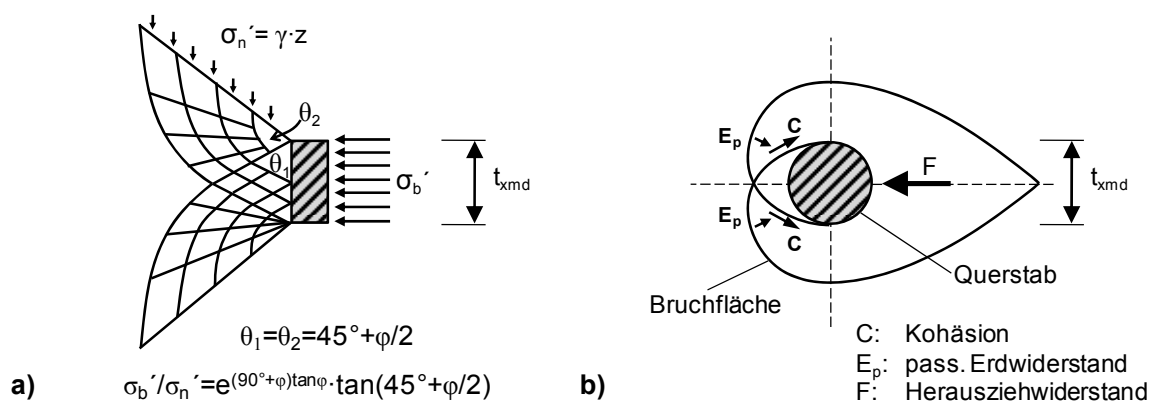 σn´= γ·z
θ2
θ1
σb´
txmd
θ1=θ2=45°+φ/2
a) σb´/σn´=e(90°+φ)tanφ·tan(45°+φ/2)
Ep
C
F
txmd
Ep
C
Querstab
Bruchfläche
b)
C: Kohäsion
Ep: pass. Erdwiderstand
F: Herausziehwiderstand